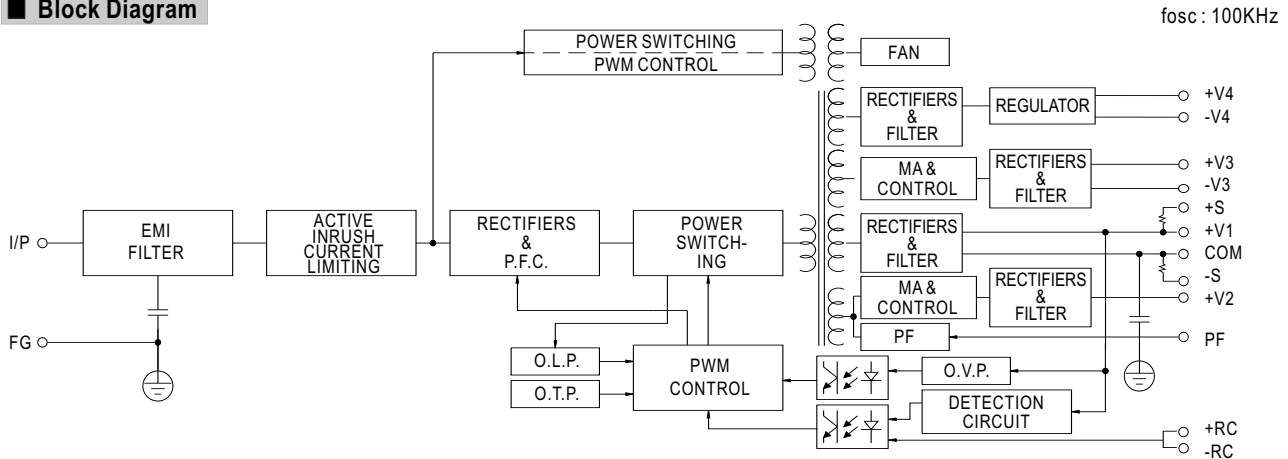 ■ Block Diagram
fosc : 100KHz
POWER SWITCHING
PWM CONTROL
FAN
RECTIFIERS
&
FILTER
REGULATOR
+V4
-V4
MA &
CONTROL
RECTIFIERS
&
FILTER
+V3
-V3
I/P
EMI
FILTER
ACTIVE
INRUSH
CURRENT
LIMITING
RECTIFIERS
&
P.F.C.
POWER
SWITCH-
ING
RECTIFIERS
&
FILTER
+S
+V1
COM
-S
MA &
CONTROL
RECTIFIERS
&
FILTER
+V2
PF
PF
FG
O.L.P.
O.T.P.
PWM
CONTROL
O.V.P.
DETECTION
CIRCUIT
+RC
-RC